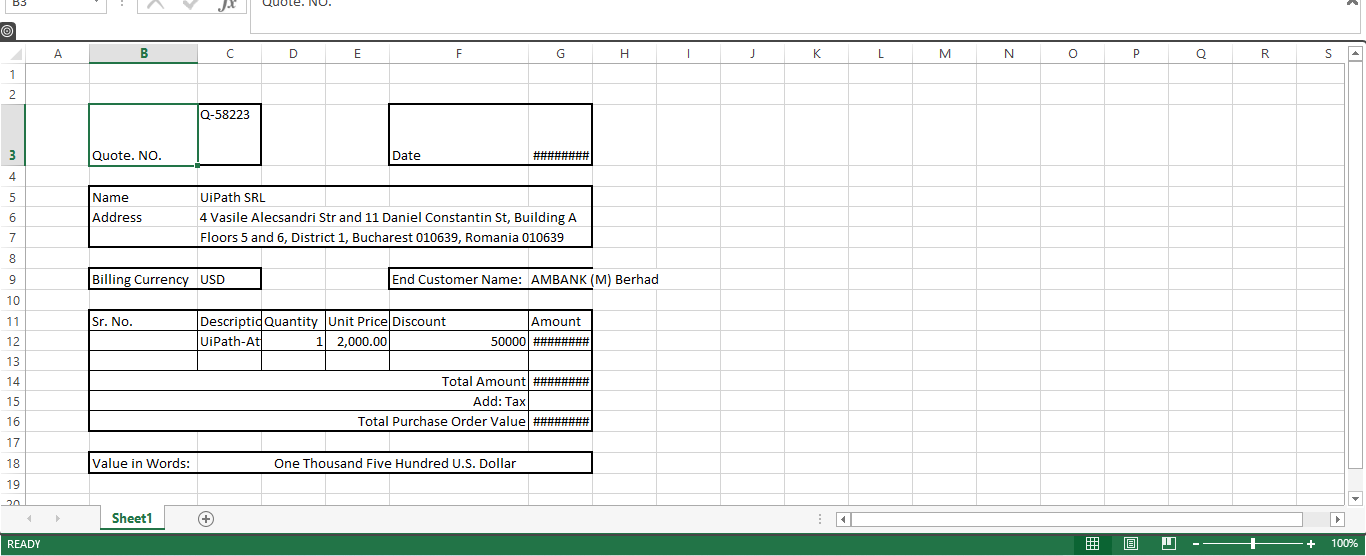 B3 Quote. NO.
A B C D E F G H I J K L M N O P Q R S
1
2
3 Quote. NO. Q-58223 Date ########
4
5 Name UiPath SRL
6 Address 4 Vasile Alecsandri Str and 11 Daniel Constantin St, Building A
7 Floors 5 and 6, District 1, Bucharest 010639, Romania 010639
8
9 Billing Currency USD End Customer Name: AMBANK (M) Berhad
10
11 Sr. No. Descriptic Quantity Unit Price Discount Amount
12 UiPath-At 1 2,000.00 50000 ########
13
14 Total Amount ########
15 Add: Tax
16 Total Purchase Order Value ########
17
18 Value in Words: One Thousand Five Hundred U.S. Dollar
19
20
Sheet1
READY 100%